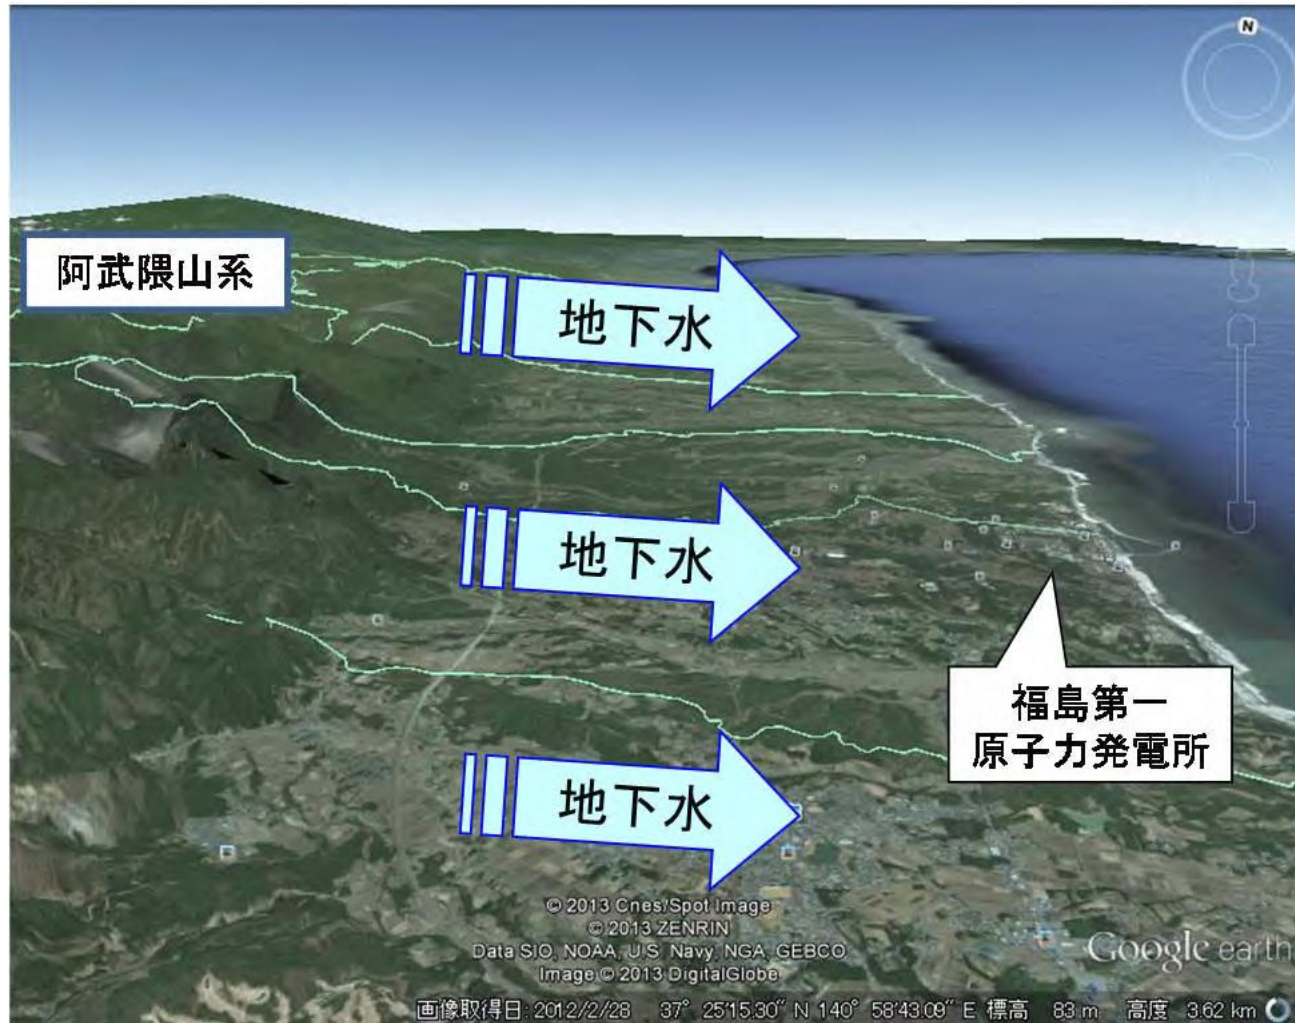 N
阿武隈山系
地下水
地下水
福島第一
原子力発電所
地下水
© 2013 Cnes/Spot Image
© 2013 ZENRIN
Data SIO, NOAA, U.S. Navy, NGA, GEBCO
Image © 2013 DigitalGlobe
Google earth
画像取得日: 2012/2/28 37° 25'15.30" N 140° 58'43.09" E 標高 83 m 高度 3.62 km